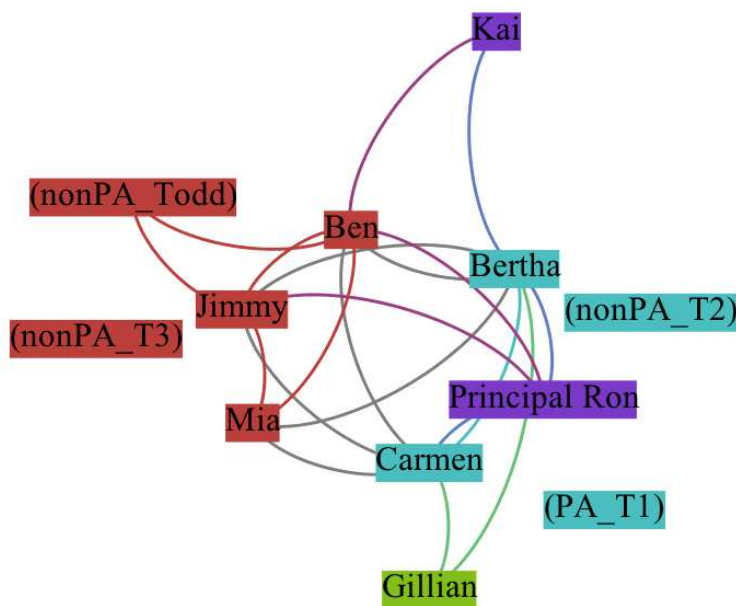 Kai
(nonPA_Todd)
Ben
Bertha
Jimmy
(nonPA_T2)
(nonPA_T3)
Principal Ron
Mia
Carmen
(PA_T1)
Gillian